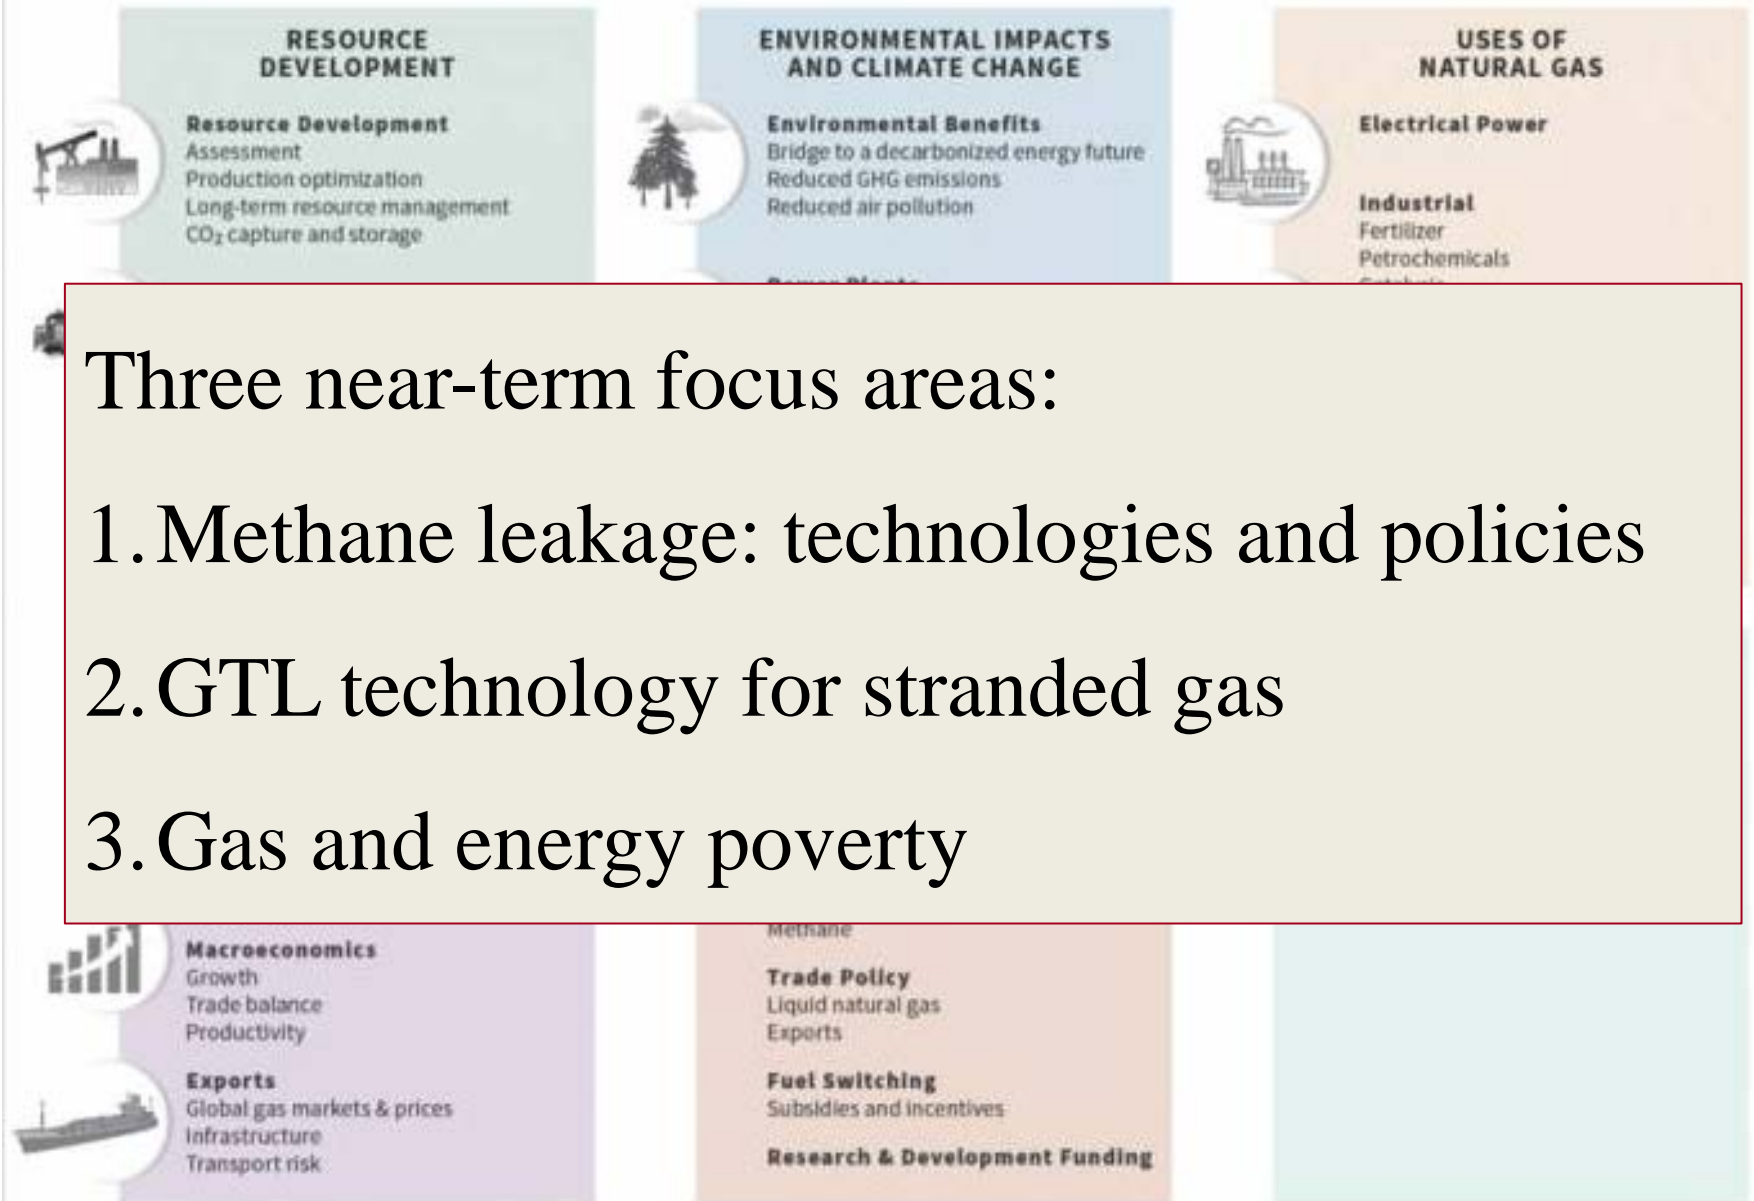 RESOURCE
DEVELOPMENT
Resource Development
Assessment
Production optimization
Long-term resource management
CO₂ capture and storage
ENVIRONMENTAL IMPACTS
AND CLIMATE CHANGE
Environmental Benefits
Bridge to a decarbonized energy future
Reduced GHG emissions
Reduced air pollution
Power Plants
USES OF
NATURAL GAS
Electrical Power
Industrial
Fertilizer
Petrochemicals
Three near-term focus areas:
1. Methane leakage: technologies and policies
2. GTL technology for stranded gas
3. Gas and energy poverty
Macroeconomics
Growth
Trade balance
Productivity
Exports
Global gas markets & prices
Infrastructure
Transport risk
Methane
Trade Policy
Liquid natural gas
Exports
Fuel Switching
Subsidies and incentives
Research & Development Funding